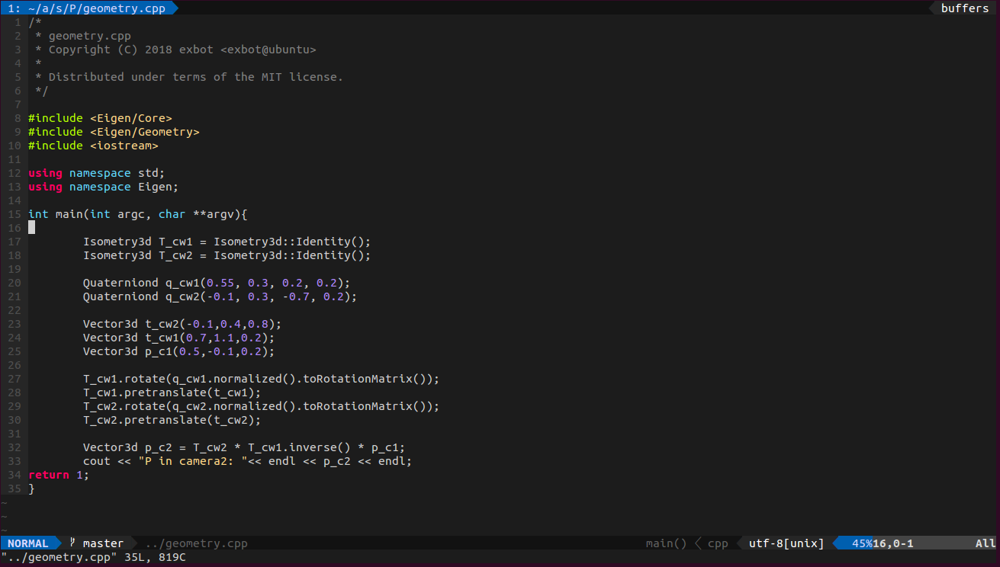 1: ~/a/s/P/geometry.cpp buffers
1 /*
2  * geometry.cpp
3  * Copyright (C) 2018 exbot <exbot@ubuntu>
4  *
5  * Distributed under terms of the MIT license.
6  */
7
8 #include <Eigen/Core>
9 #include <Eigen/Geometry>
10 #include <iostream>
11
12 using namespace std;
13 using namespace Eigen;
14
15 int main(int argc, char **argv){
16
17         Isometry3d T_cw1 = Isometry3d::Identity();
18         Isometry3d T_cw2 = Isometry3d::Identity();
19
20         Quaterniond q_cw1(0.55, 0.3, 0.2, 0.2);
21         Quaterniond q_cw2(-0.1, 0.3, -0.7, 0.2);
22
23         Vector3d t_cw2(-0.1,0.4,0.8);
24         Vector3d t_cw1(0.7,1.1,0.2);
25         Vector3d p_c1(0.5,-0.1,0.2);
26
27         T_cw1.rotate(q_cw1.normalized().toRotationMatrix());
28         T_cw1.pretranslate(t_cw1);
29         T_cw2.rotate(q_cw2.normalized().toRotationMatrix());
30         T_cw2.pretranslate(t_cw2);
31
32         Vector3d p_c2 = T_cw2 * T_cw1.inverse() * p_c1;
33         cout << "P in camera2: "<< endl << p_c2 << endl;
34 return 1;
35 }
~
~
~
NORMAL master ../geometry.cpp main() cpp utf-8[unix] 45%16,0-1 All
"../geometry.cpp" 35L, 819C